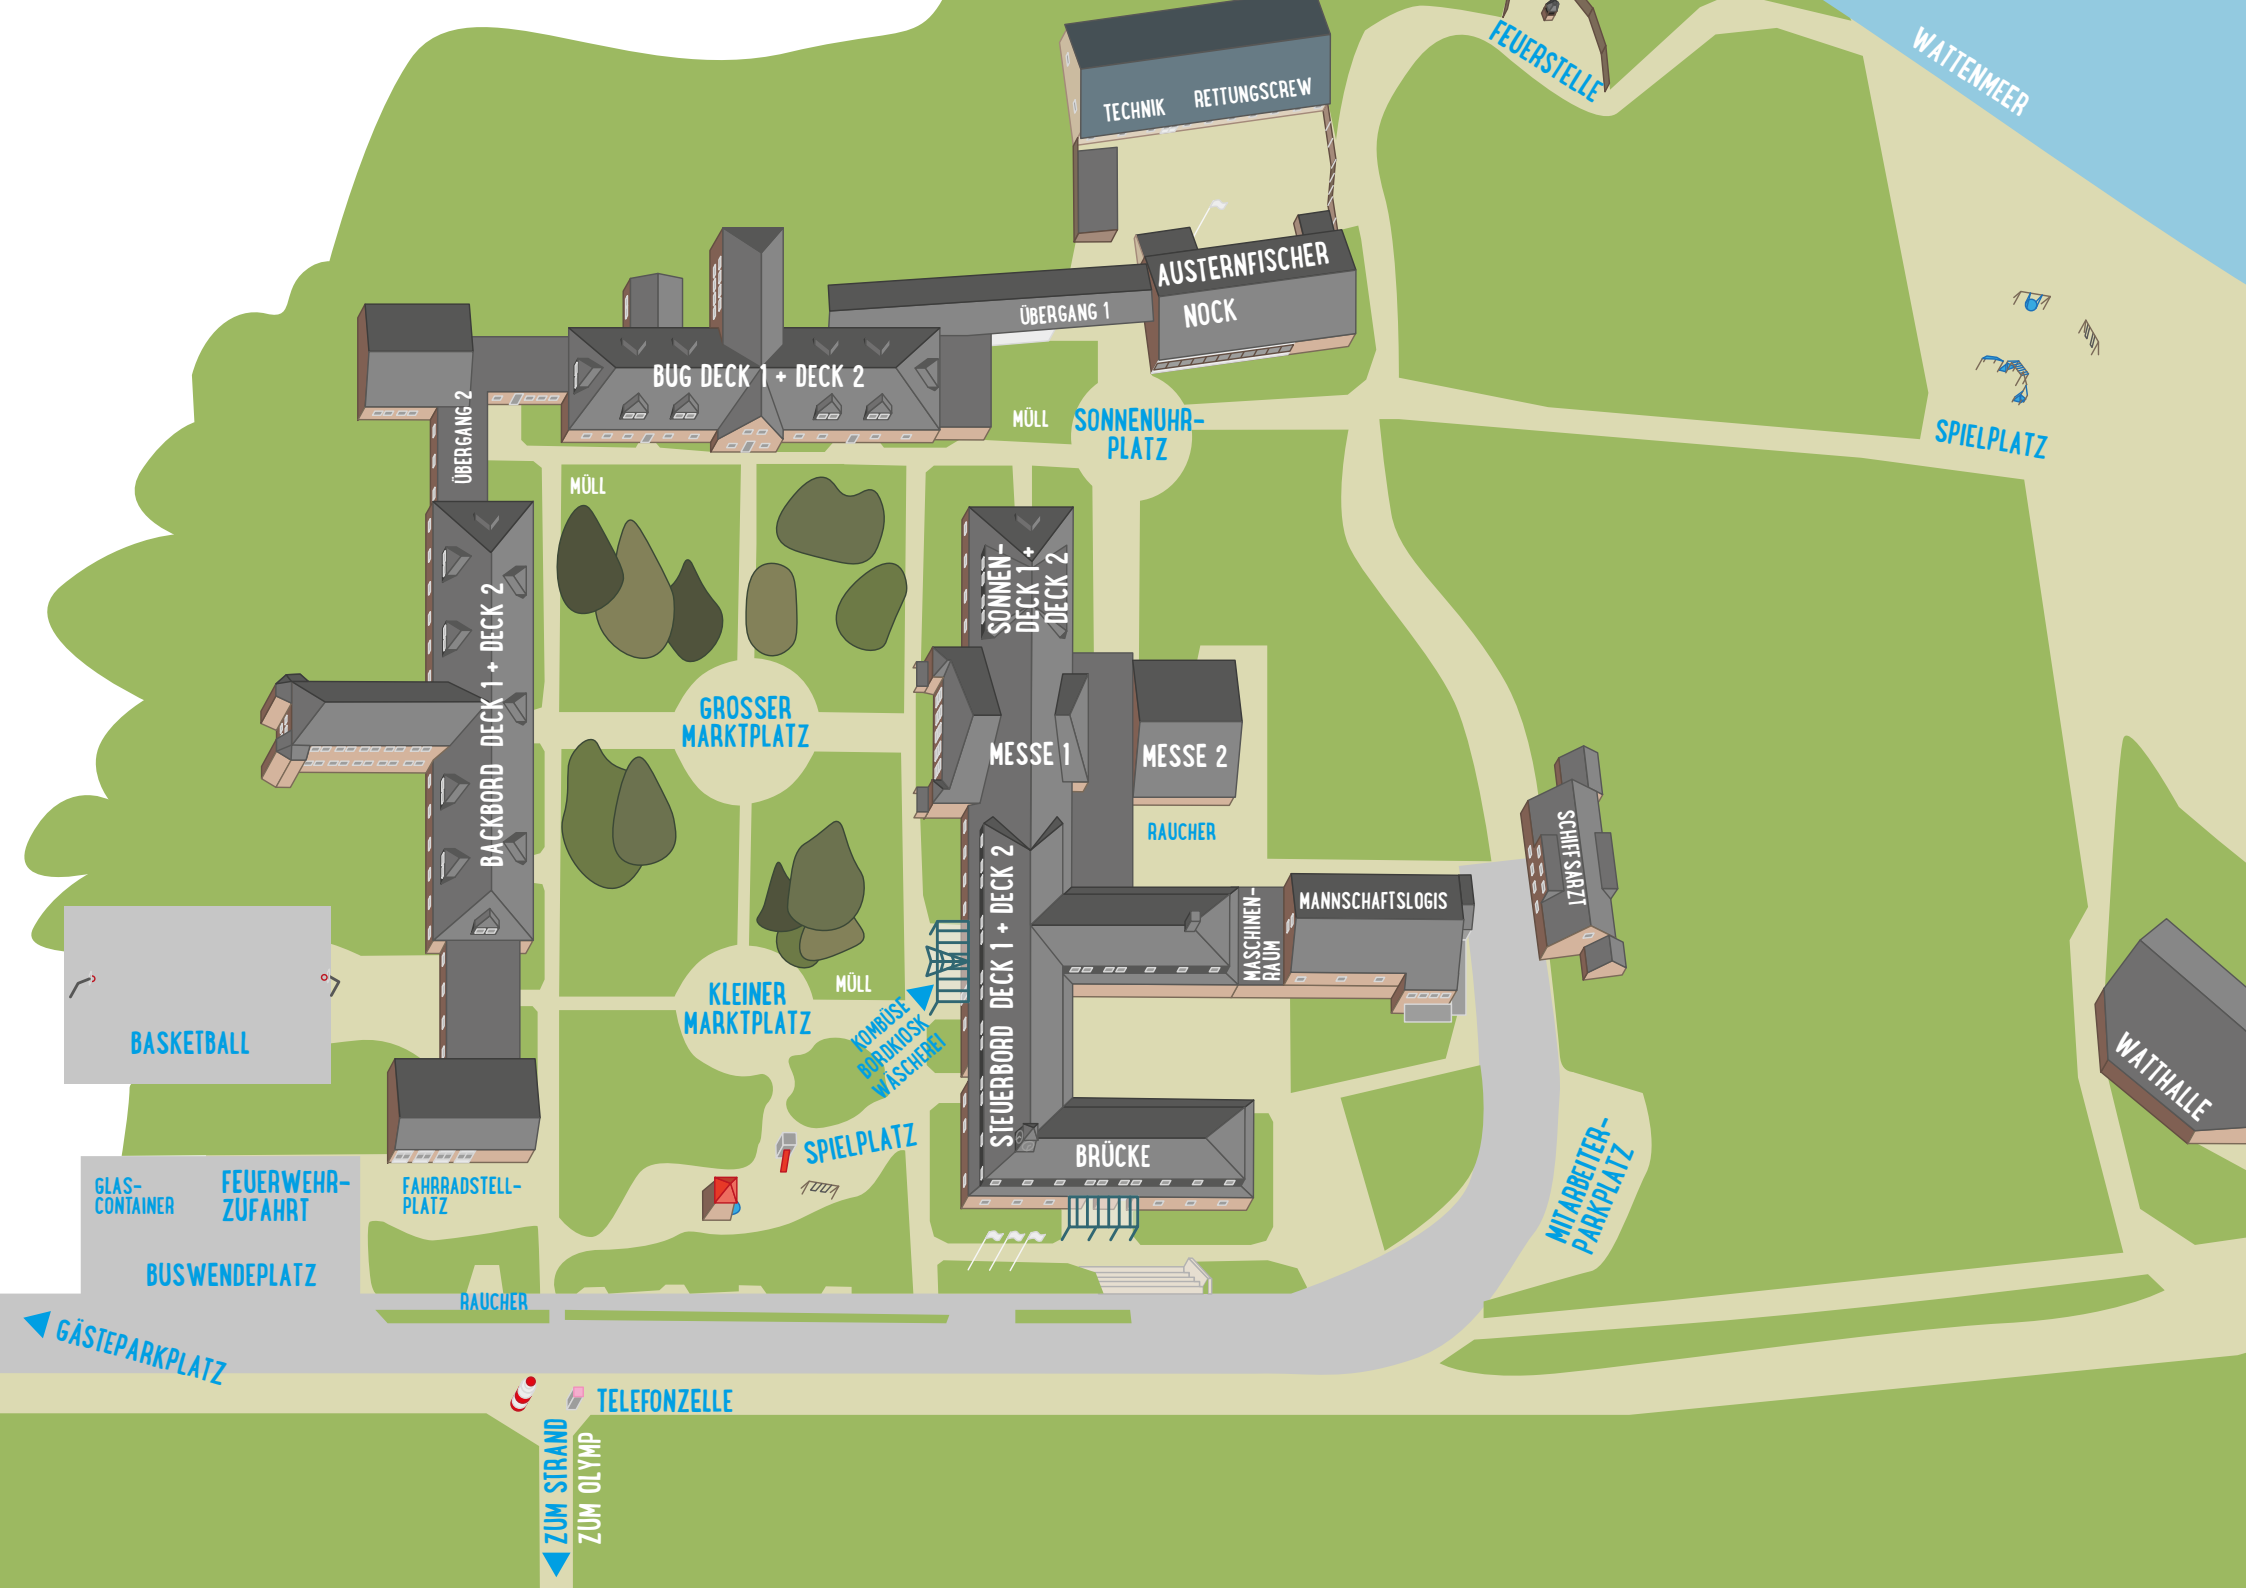 FEUERSTELLE
WATTENMEER
TECHNIK
RETTUNGSCREW
AUSTERNFISCHER
NOCK
ÜBERGANG 1
BUG DECK 1 + DECK 2
ÜBERGANG 2
MÜLL
SONNENUHR-
PLATZ
SPIELPLATZ
MÜLL
SONNEN-
DECK 1 +
DECK 2
BACKBORD DECK 1 + DECK 2
GROSSER
MARKTPLATZ
MESSE 1
MESSE 2
RAUCHER
SCHIFFSARZT
STEUERBORD DECK 1 + DECK 2
MASCHINEN-
RAUM
MANNSCHAFTSLOGIS
MÜLL
KLEINER
MARKTPLATZ
KOMBÜSE
BORDKIOSK
WÄSCHEREI
BASKETBALL
WATTHALLE
SPIELPLATZ
BRÜCKE
MITARBEITER-
PARKPLATZ
GLAS-
CONTAINER
FEUERWEHR-
ZUFAHRT
FAHRRADSTELL-
PLATZ
BUSWENDEPLATZ
RAUCHER
GÄSTEPARKPLATZ
TELEFONZELLE
ZUM STRAND
ZUM OLYMP